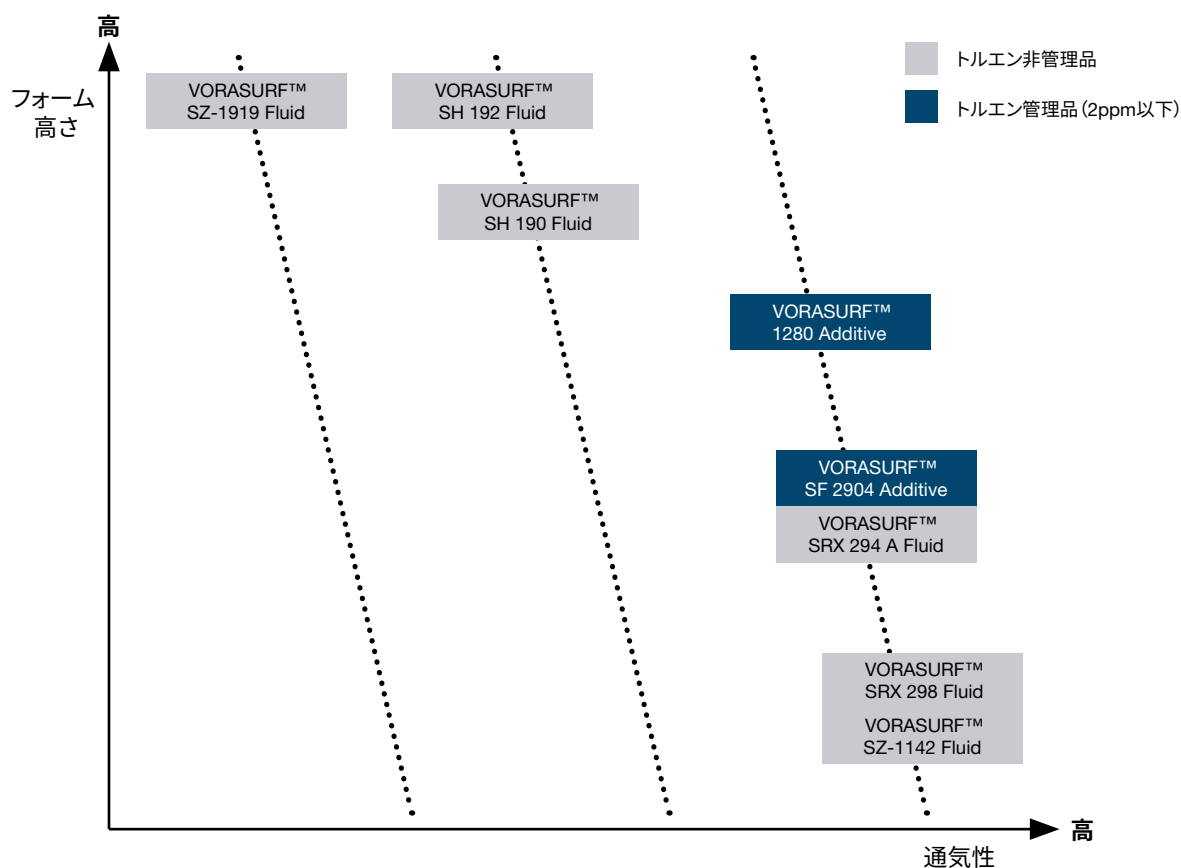 高
フォーム
高さ
トルエン非管理品
トルエン管理品（2ppm以下）
VORASURF™
SZ-1919 Fluid
VORASURF™
SH 192 Fluid
VORASURF™
SH 190 Fluid
VORASURF™
1280 Additive
VORASURF™
SF 2904 Additive
VORASURF™
SRX 294 A Fluid
VORASURF™
SRX 298 Fluid
VORASURF™
SZ-1142 Fluid
高
通気性